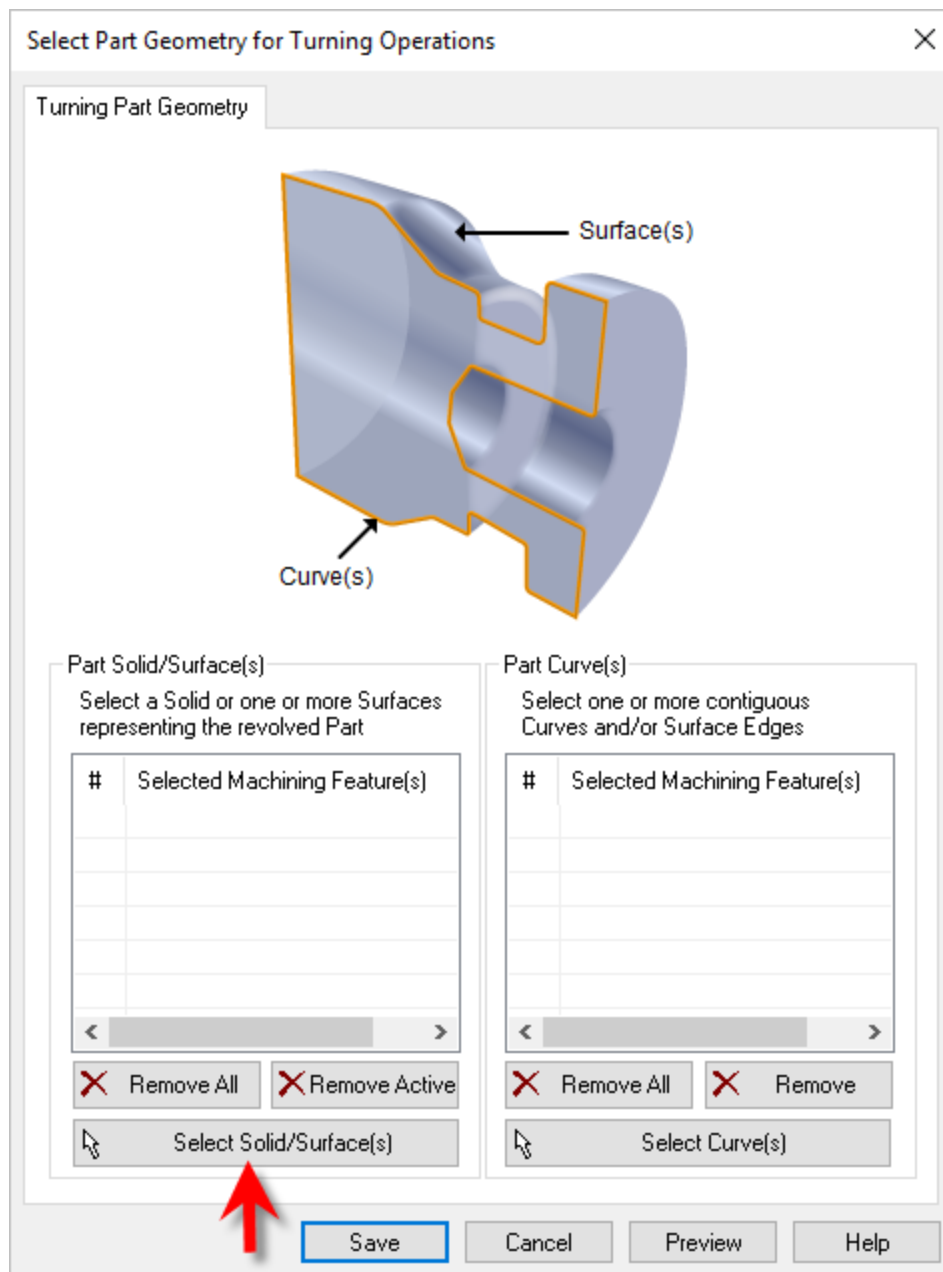 Select Part Geometry for Turning Operations
Turning Part Geometry
Surface(s)
Curve(s)
Part Solid/Surface(s)
Select a Solid or one or more Surfaces
representing the revolved Part
# Selected Machining Feature(s)
Remove All Remove Active
Select Solid/Surface(s)
Part Curve(s)
Select one or more contiguous
Curves and/or Surface Edges
# Selected Machining Feature(s)
Remove All Remove
Select Curve(s)
Save Cancel Preview Help